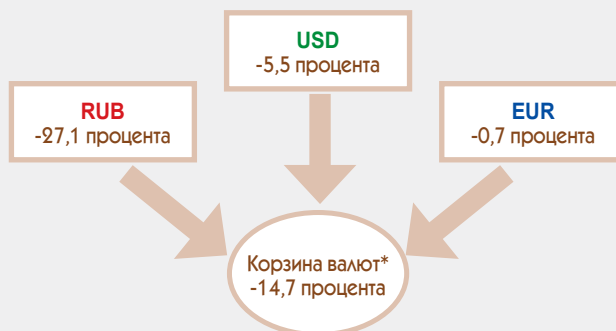 USD
-5,5 процента
RUB
-27,1 процента
EUR
-0,7 процента
Корзина валют*
-14,7 процента